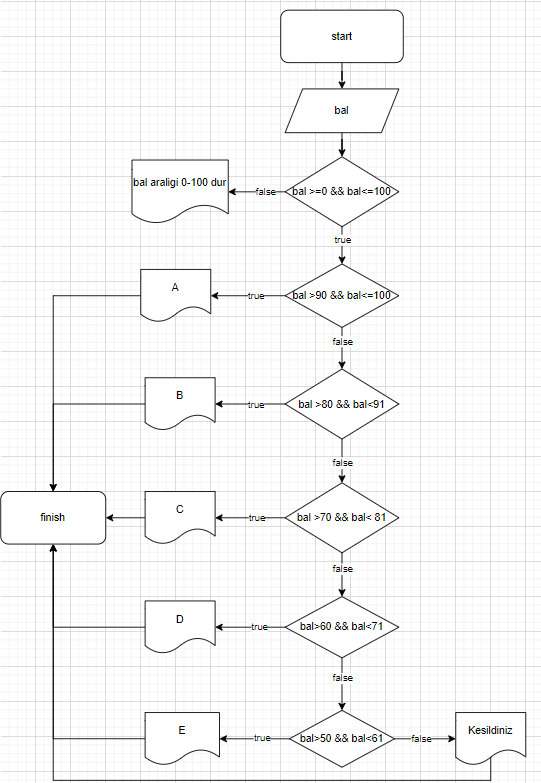 start
bal
bal araligi 0-100 dur
false
bal >=0 && bal<=100
true
A
true
bal >90 && bal<=100
false
B
true
bal >80 && bal<91
false
finish
C
true
bal >70 && bal< 81
false
D
true
bal>60 && bal<71
false
E
true
bal>50 && bal<61
false
Kesildiniz